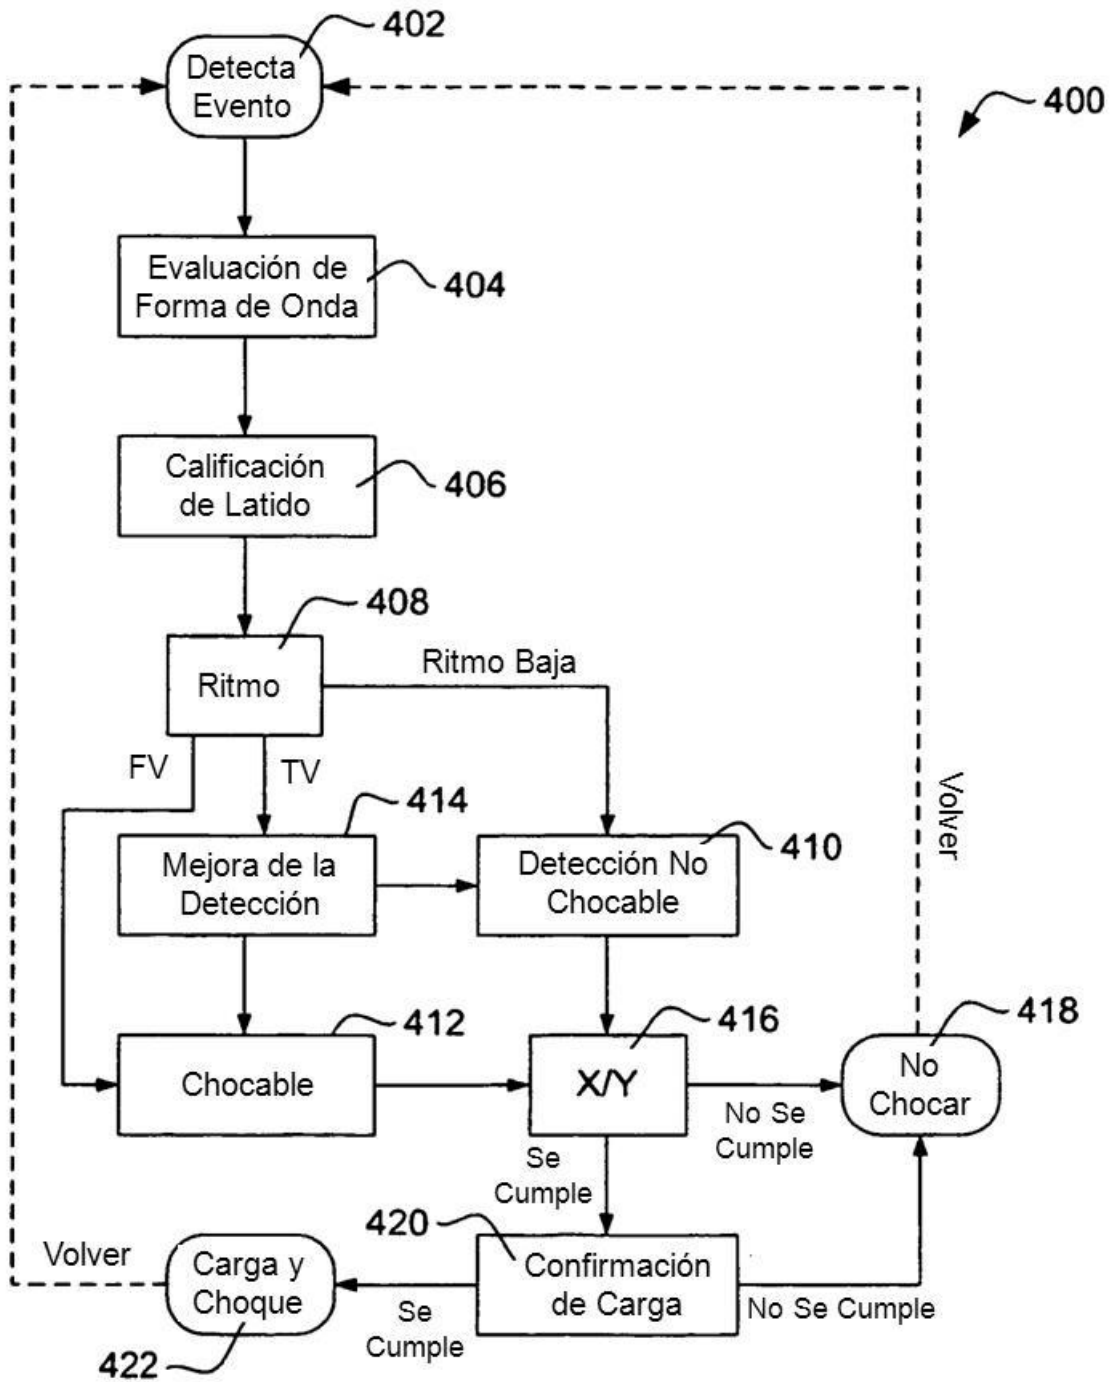 402
Detecta
Evento
400
Evaluación de
Forma de Onda
404
Calificación
de Latido
406
408
Ritmo
Ritmo Baja
FV
TV
414
Mejora de la
Detección
410
Detección No
Chocable
Volver
412
Chocable
416
X/Y
418
No
Chocar
No Se
Cumple
Se
Cumple
420
Confirmación
de Carga
No Se Cumple
Se
Cumple
Volver
Carga y
Choque
422